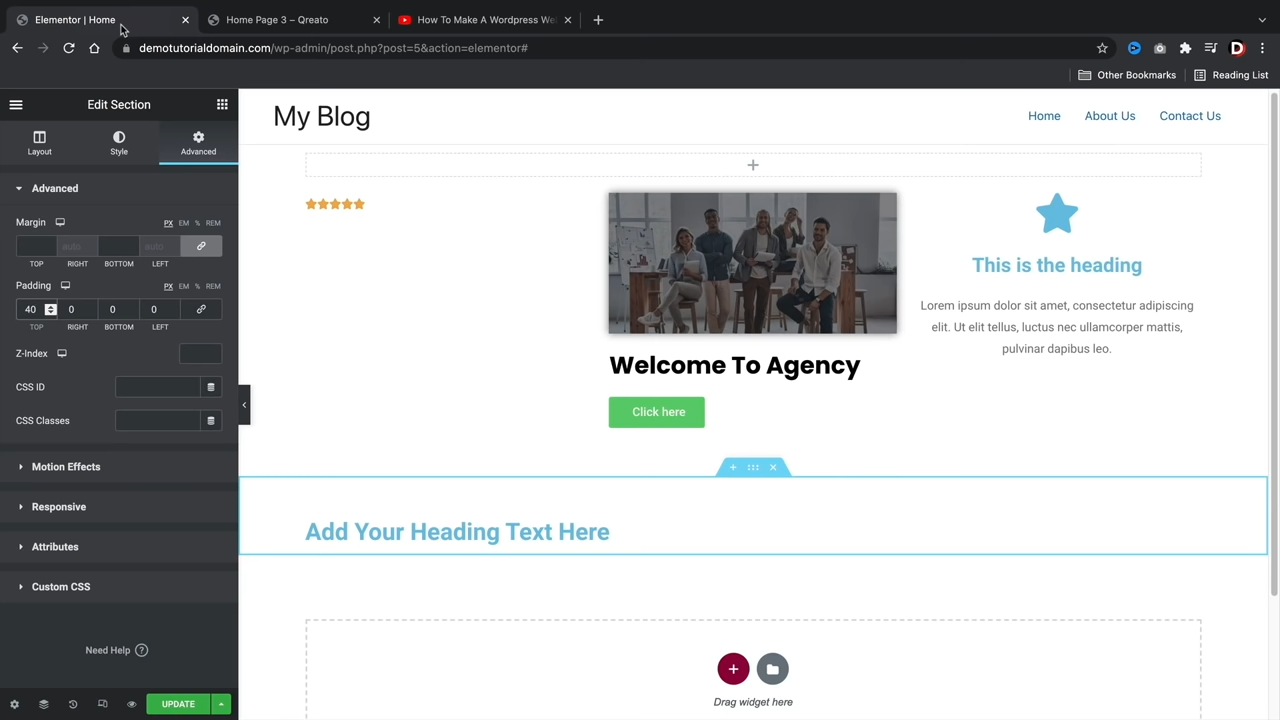 Elementor | Home
Home Page 3 – Qreato
How To Make A Wordpress We
demotutorialdomain.com/wp-admin/post.php?post=5&action=elementor#
D
Other Bookmarks
Reading List
Edit Section
Layout
Style
Advanced
Advanced
Margin
PX EM % REM
auto
auto
TOP RIGHT BOTTOM LEFT
Padding
PX EM % REM
40 0 0 0
TOP RIGHT BOTTOM LEFT
Z-Index
CSS ID
CSS Classes
Motion Effects
Responsive
Attributes
Custom CSS
Need Help ?
UPDATE
My Blog
Home About Us Contact Us
Welcome To Agency
Click here
This is the heading
Lorem ipsum dolor sit amet, consectetur adipiscing
elit. Ut elit tellus, luctus nec ullamcorper mattis,
pulvinar dapibus leo.
Add Your Heading Text Here
Drag widget here